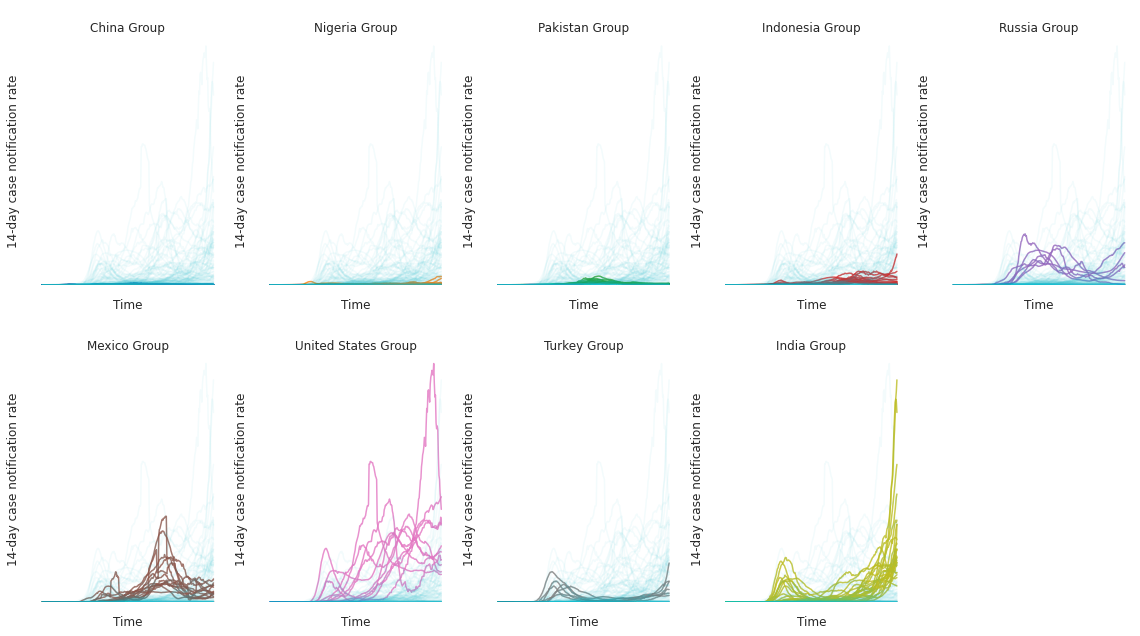 China Group
Nigeria Group
Pakistan Group
Indonesia Group
Russia Group
14-day case notification rate
14-day case notification rate
14-day case notification rate
14-day case notification rate
14-day case notification rate
Time
Time
Time
Time
Time
Mexico Group
United States Group
Turkey Group
India Group
14-day case notification rate
14-day case notification rate
14-day case notification rate
14-day case notification rate
Time
Time
Time
Time